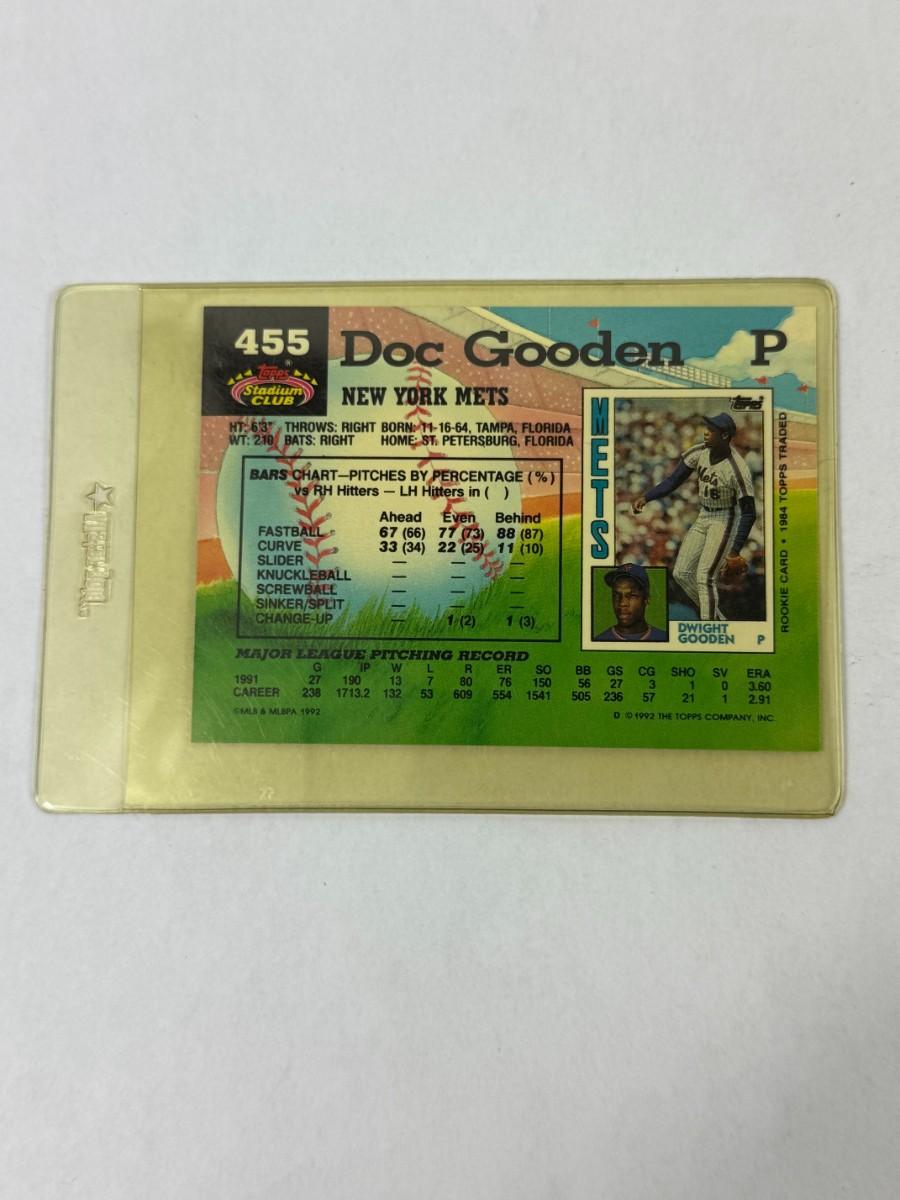 455
Topps®
Stadium
CLUB
Doc Gooden P
NEW YORK METS
HT: 6'3" THROWS: RIGHT BORN: 11-16-64, TAMPA, FLORIDA
WT: 210 BATS: RIGHT HOME: ST. PETERSBURG, FLORIDA
BARS CHART—PITCHES BY PERCENTAGE (%)
vs RH Hitters – LH Hitters in ( )
Ahead Even Behind
FASTBALL 67 (66) 77 (73) 88 (87)
CURVE 33 (34) 22 (25) 11 (10)
SLIDER — — —
KNUCKLEBALL — — —
SCREWBALL — — —
SINKER/SPLIT — — —
CHANGE-UP — 1 (2) 1 (3)
METS
Topps
Mets
16
DWIGHT
GOODEN P
ROOKIE CARD • 1984 TOPPS TRADED
MAJOR LEAGUE PITCHING RECORD
G IP W L R ER SO BB GS CG SHO SV ERA
1991 27 190 13 7 80 76 150 56 27 3 1 0 3.60
CAREER 238 1713.2 132 53 609 554 1541 505 236 57 21 1 2.91
©MLB & MLBPA 1992
D ©1992 THE TOPPS COMPANY, INC.